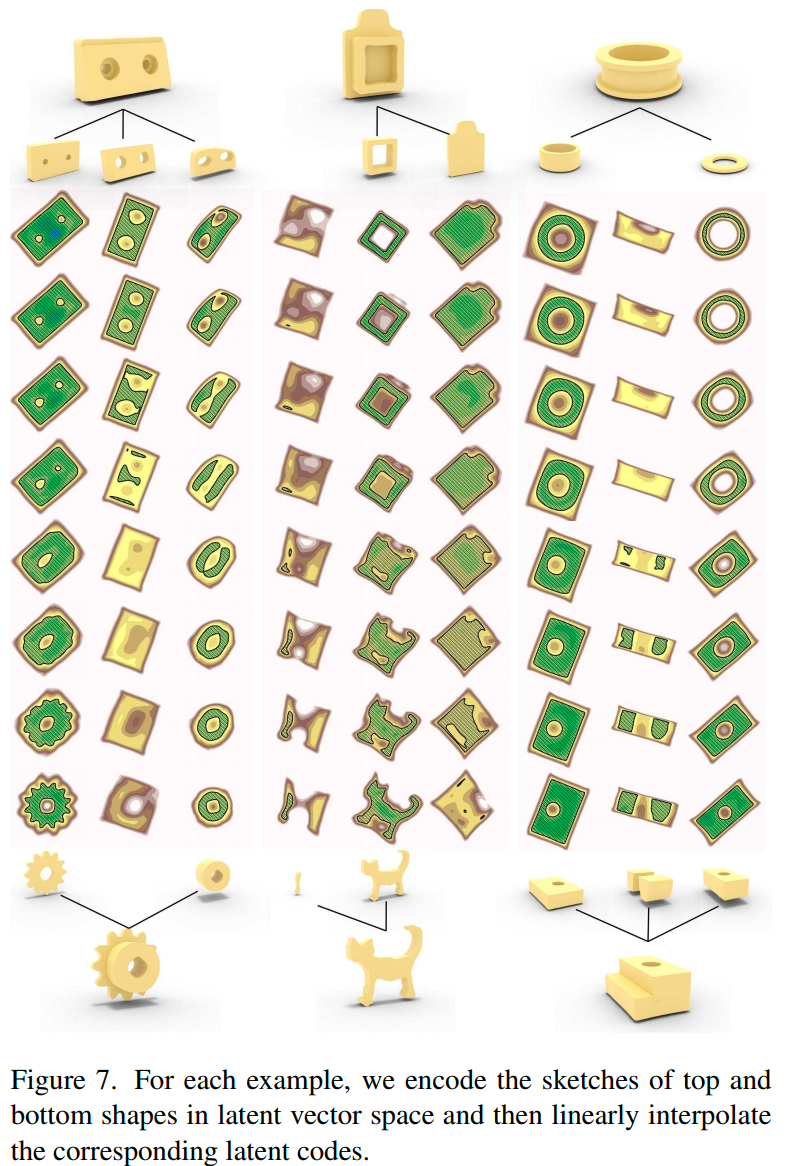 Figure 7. For each example, we encode the sketches of top and
bottom shapes in latent vector space and then linearly interpolate
the corresponding latent codes.